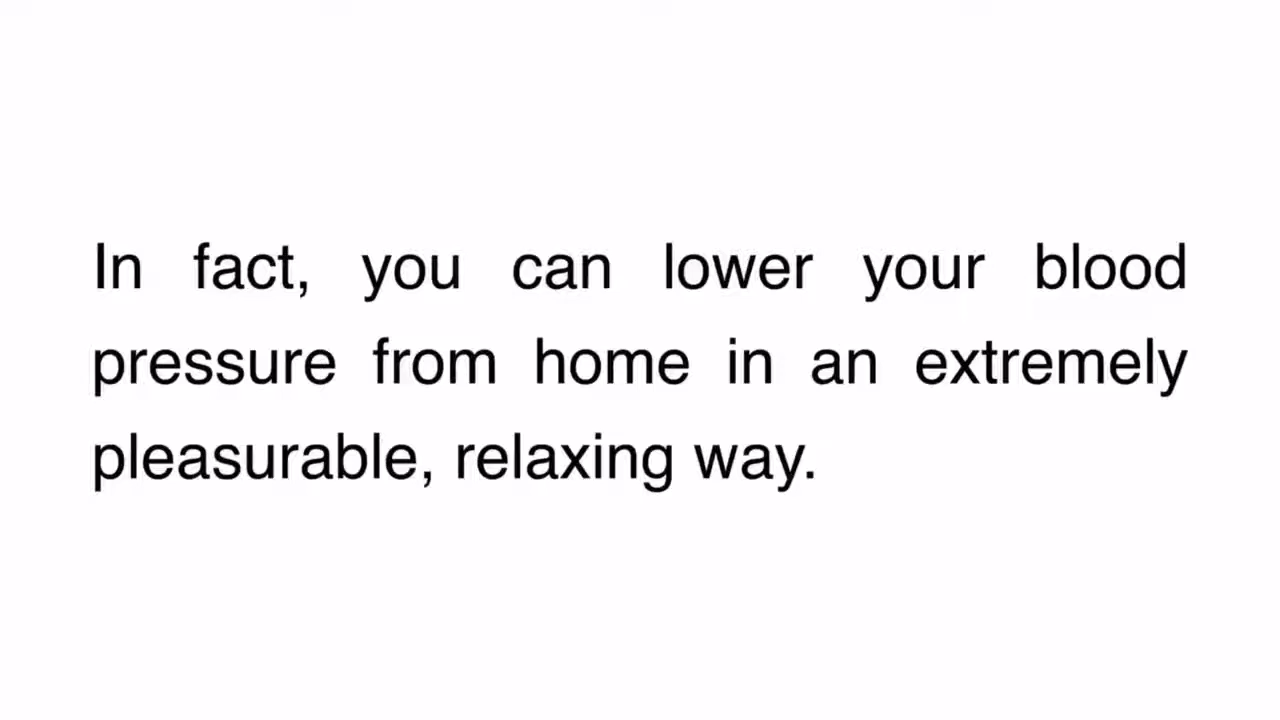 In fact, you can lower your blood
pressure from home in an extremely
pleasurable, relaxing way.